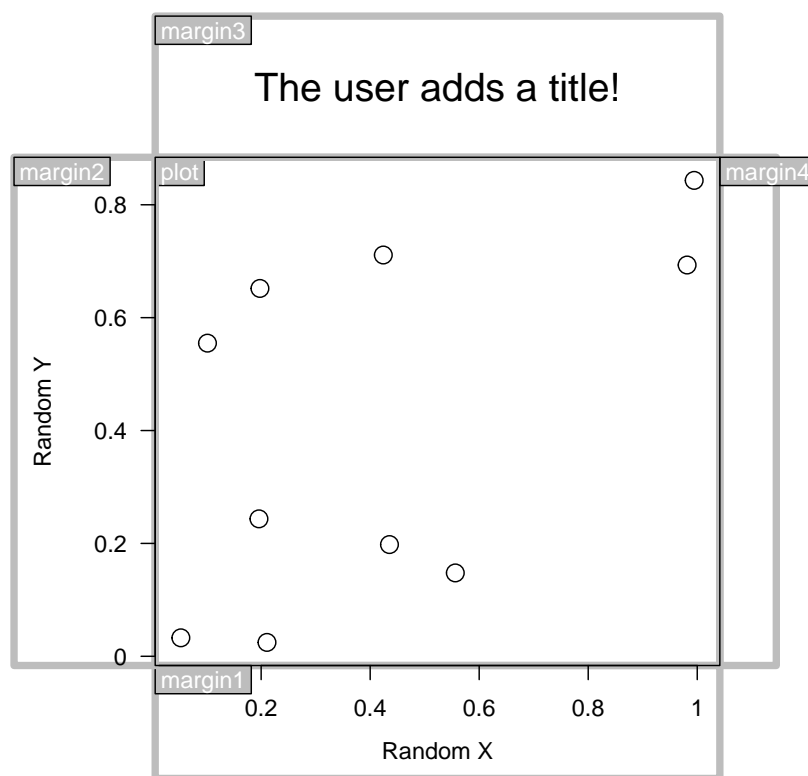 margin3
The user adds a title!
margin2
plot
margin4
0.8
0.6
0.4
0.2
0
Random Y
margin1
0.2 0.4 0.6 0.8 1
Random X